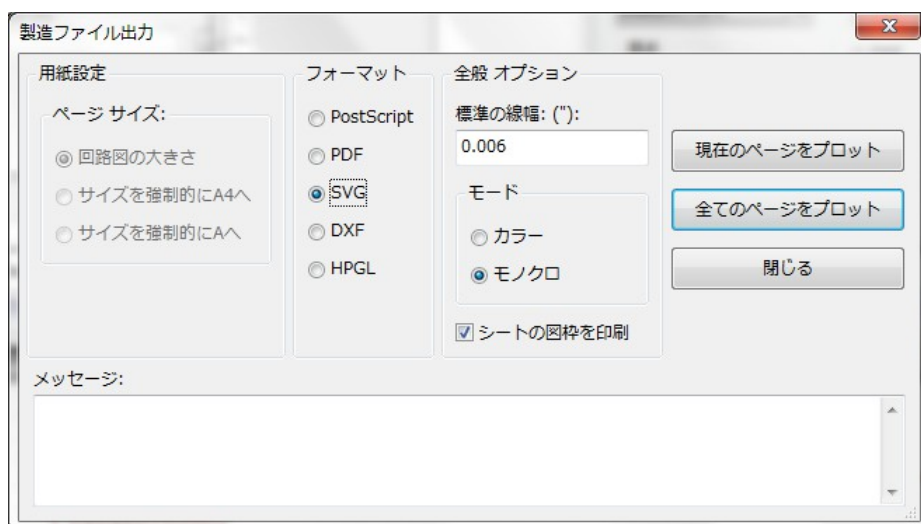 製造ファイル出力
用紙設定
ページ サイズ:
回路図の大きさ
サイズを強制的にA4へ
サイズを強制的にAへ
フォーマット
PostScript
PDF
SVG
DXF
HPGL
全般 オプション
標準の線幅: ("):
0.006
モード
カラー
モノクロ
シートの図枠を印刷
現在のページをプロット
全てのページをプロット
閉じる
メッセージ: